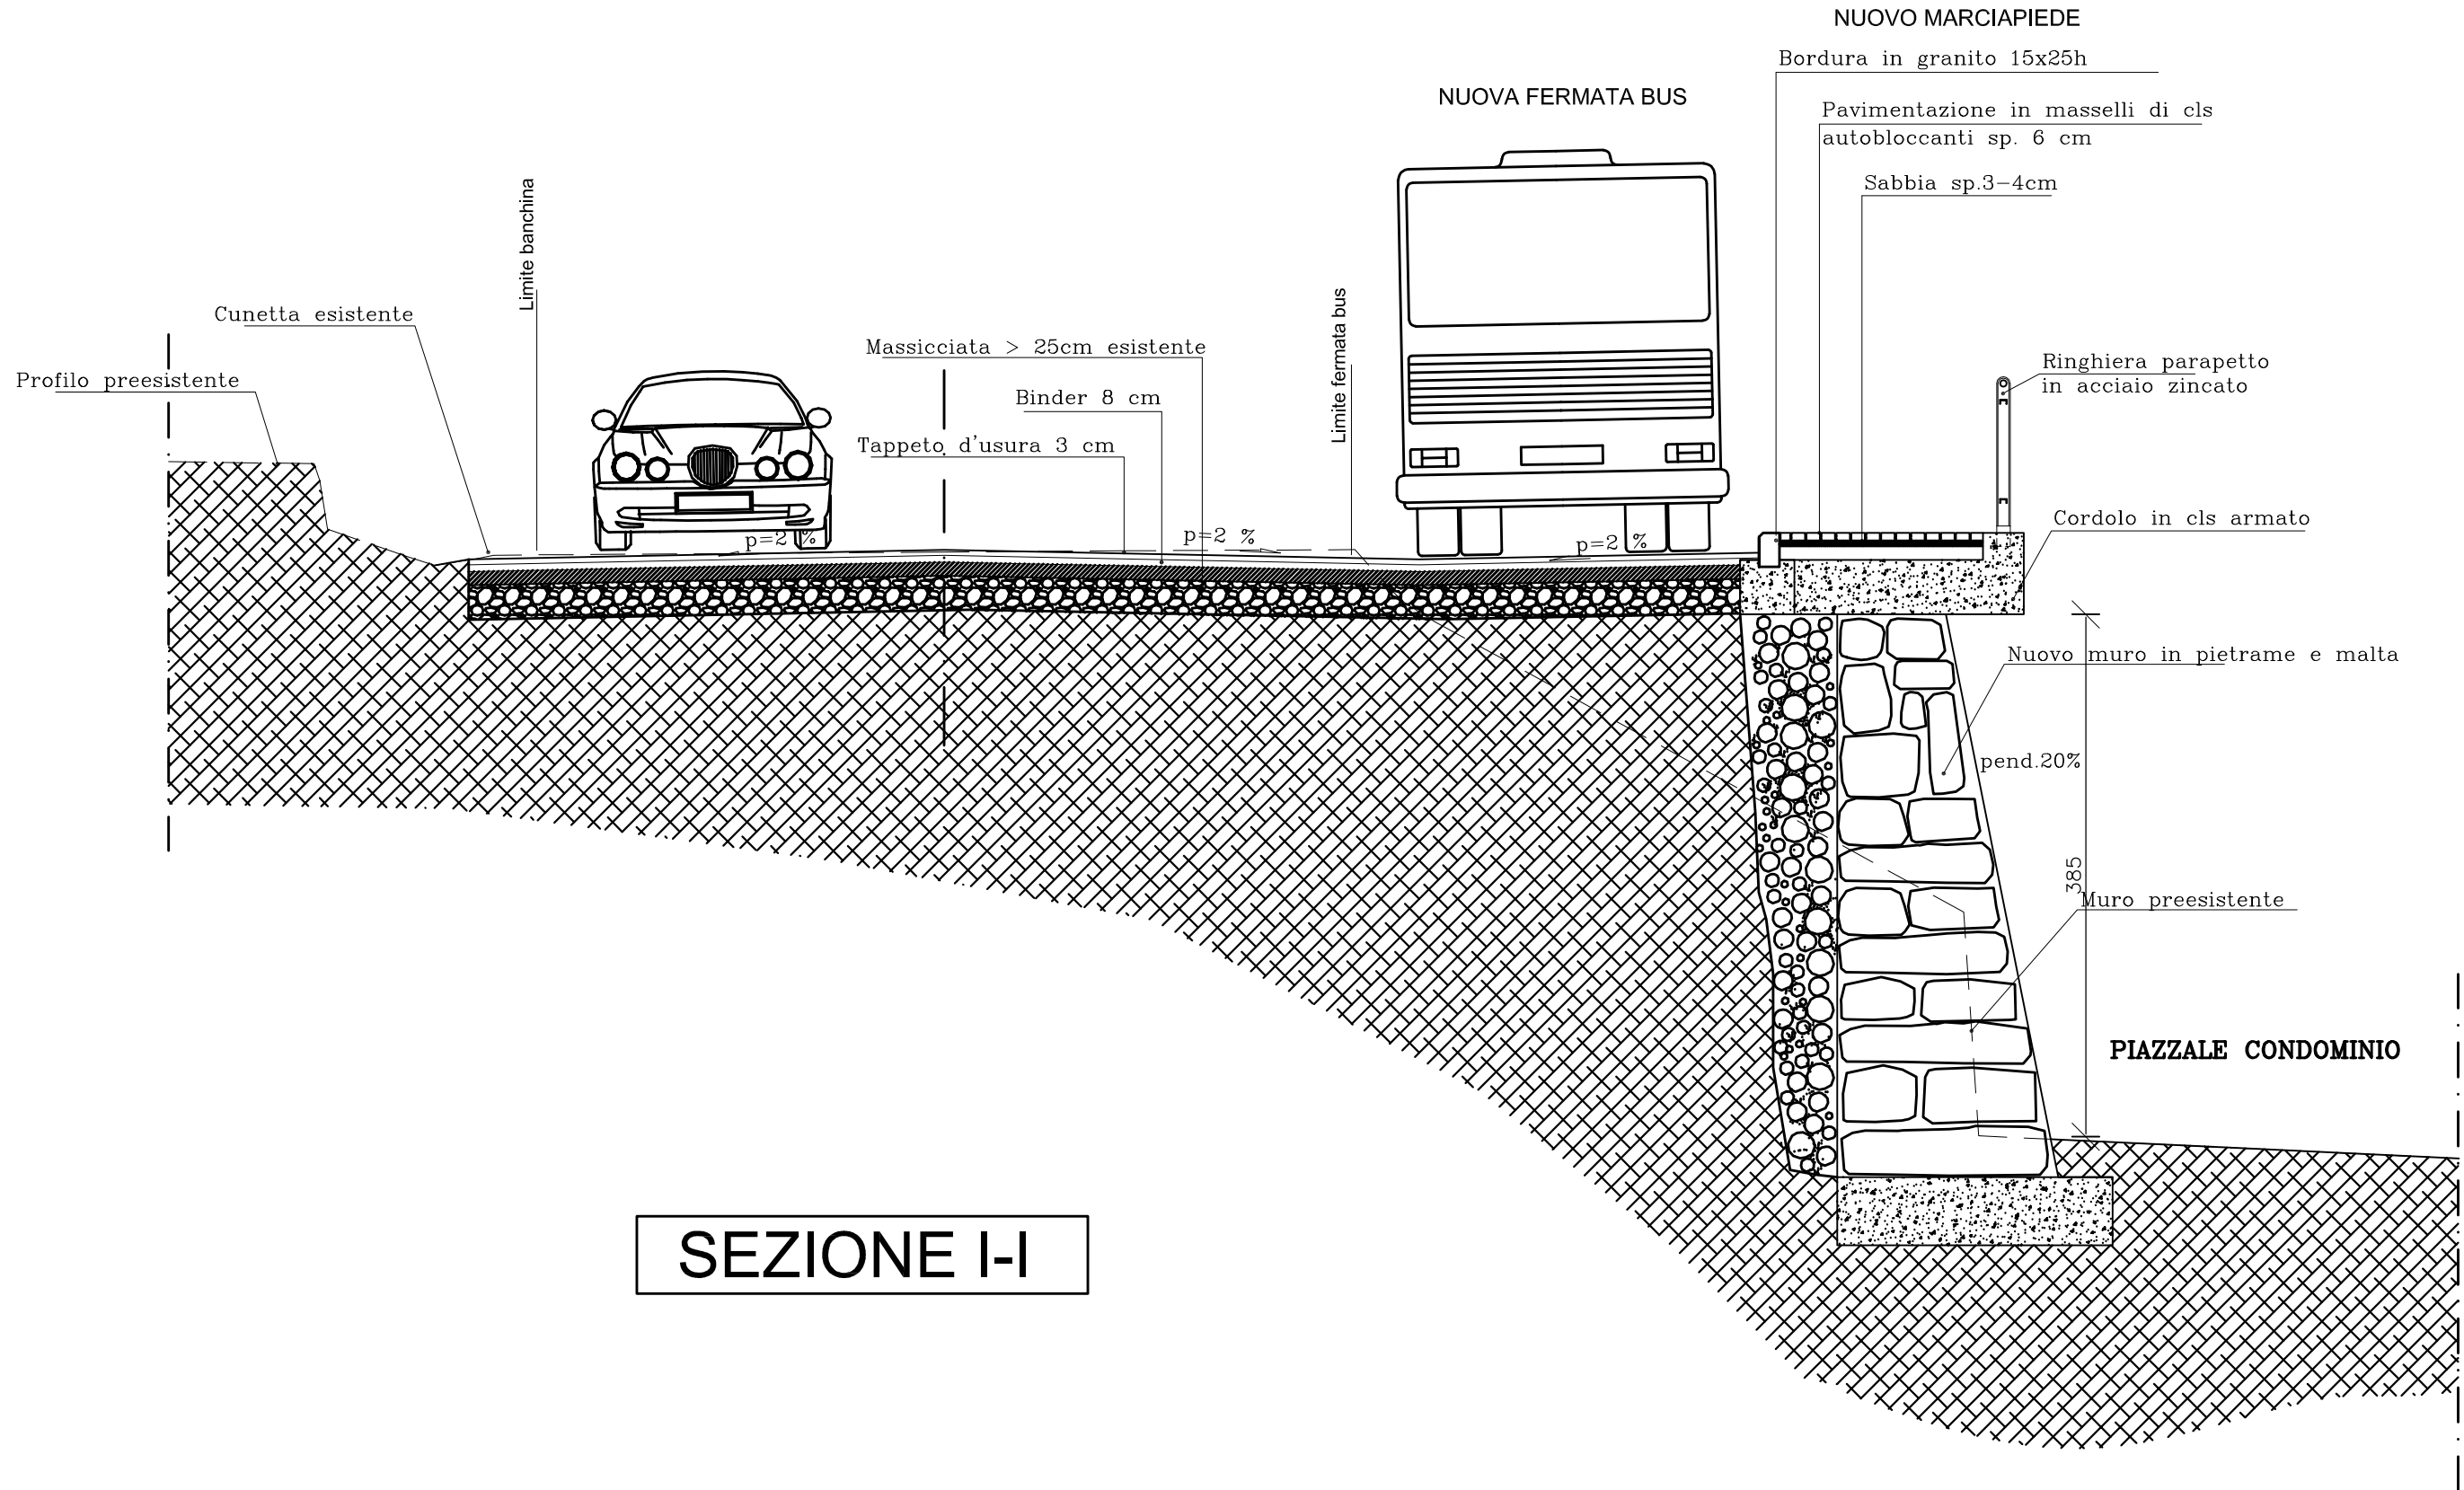 NUOVO MARCIAPIEDE
Bordura in granito 15x25h
NUOVA FERMATA BUS
Pavimentazione in masselli di cls
autobloccanti sp. 6 cm
Sabbia sp.3-4cm
Limite banchina
Cunetta esistente
Limite fermata bus
Massicciata > 25cm esistente
Ringhiera parapetto
in acciaio zincato
Profilo preesistente
Binder 8 cm
Tappeto d'usura 3 cm
Cordolo in cls armato
p=2 %
p=2 %
p=2 %
Nuovo muro in pietrame e malta
pend.20%
385
Muro preesistente
PIAZZALE CONDOMINIO
SEZIONE I-I